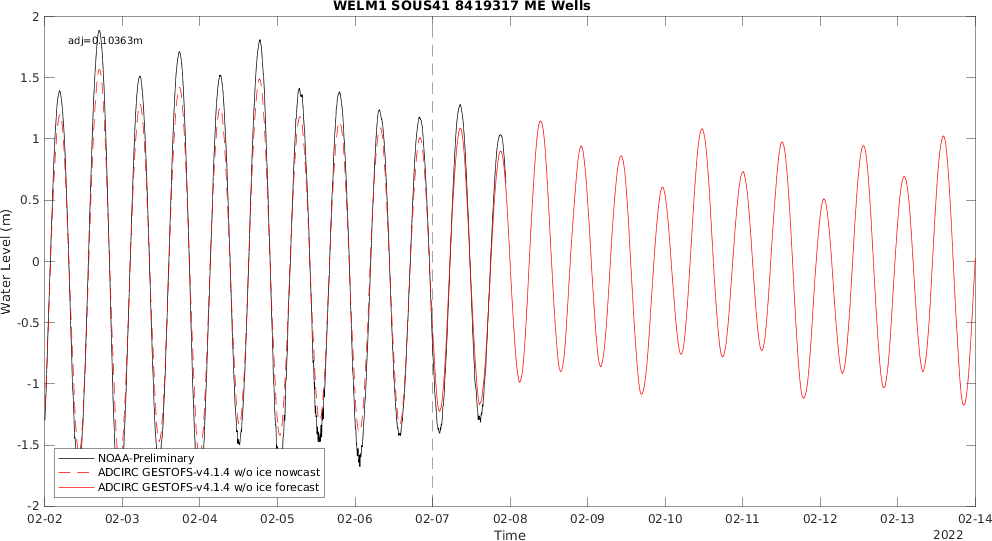 WELM1 SOUS41 8419317 ME Wells
adj=0.10363m
2
1.5
1
0.5
0
-0.5
-1
-1.5
-2
Water Level (m)
NOAA-Preliminary
ADCIRC GESTOFS-v4.1.4 w/o ice nowcast
ADCIRC GESTOFS-v4.1.4 w/o ice forecast
02-02 02-03 02-04 02-05 02-06 02-07 02-08 02-09 02-10 02-11 02-12 02-13 02-14
Time
2022